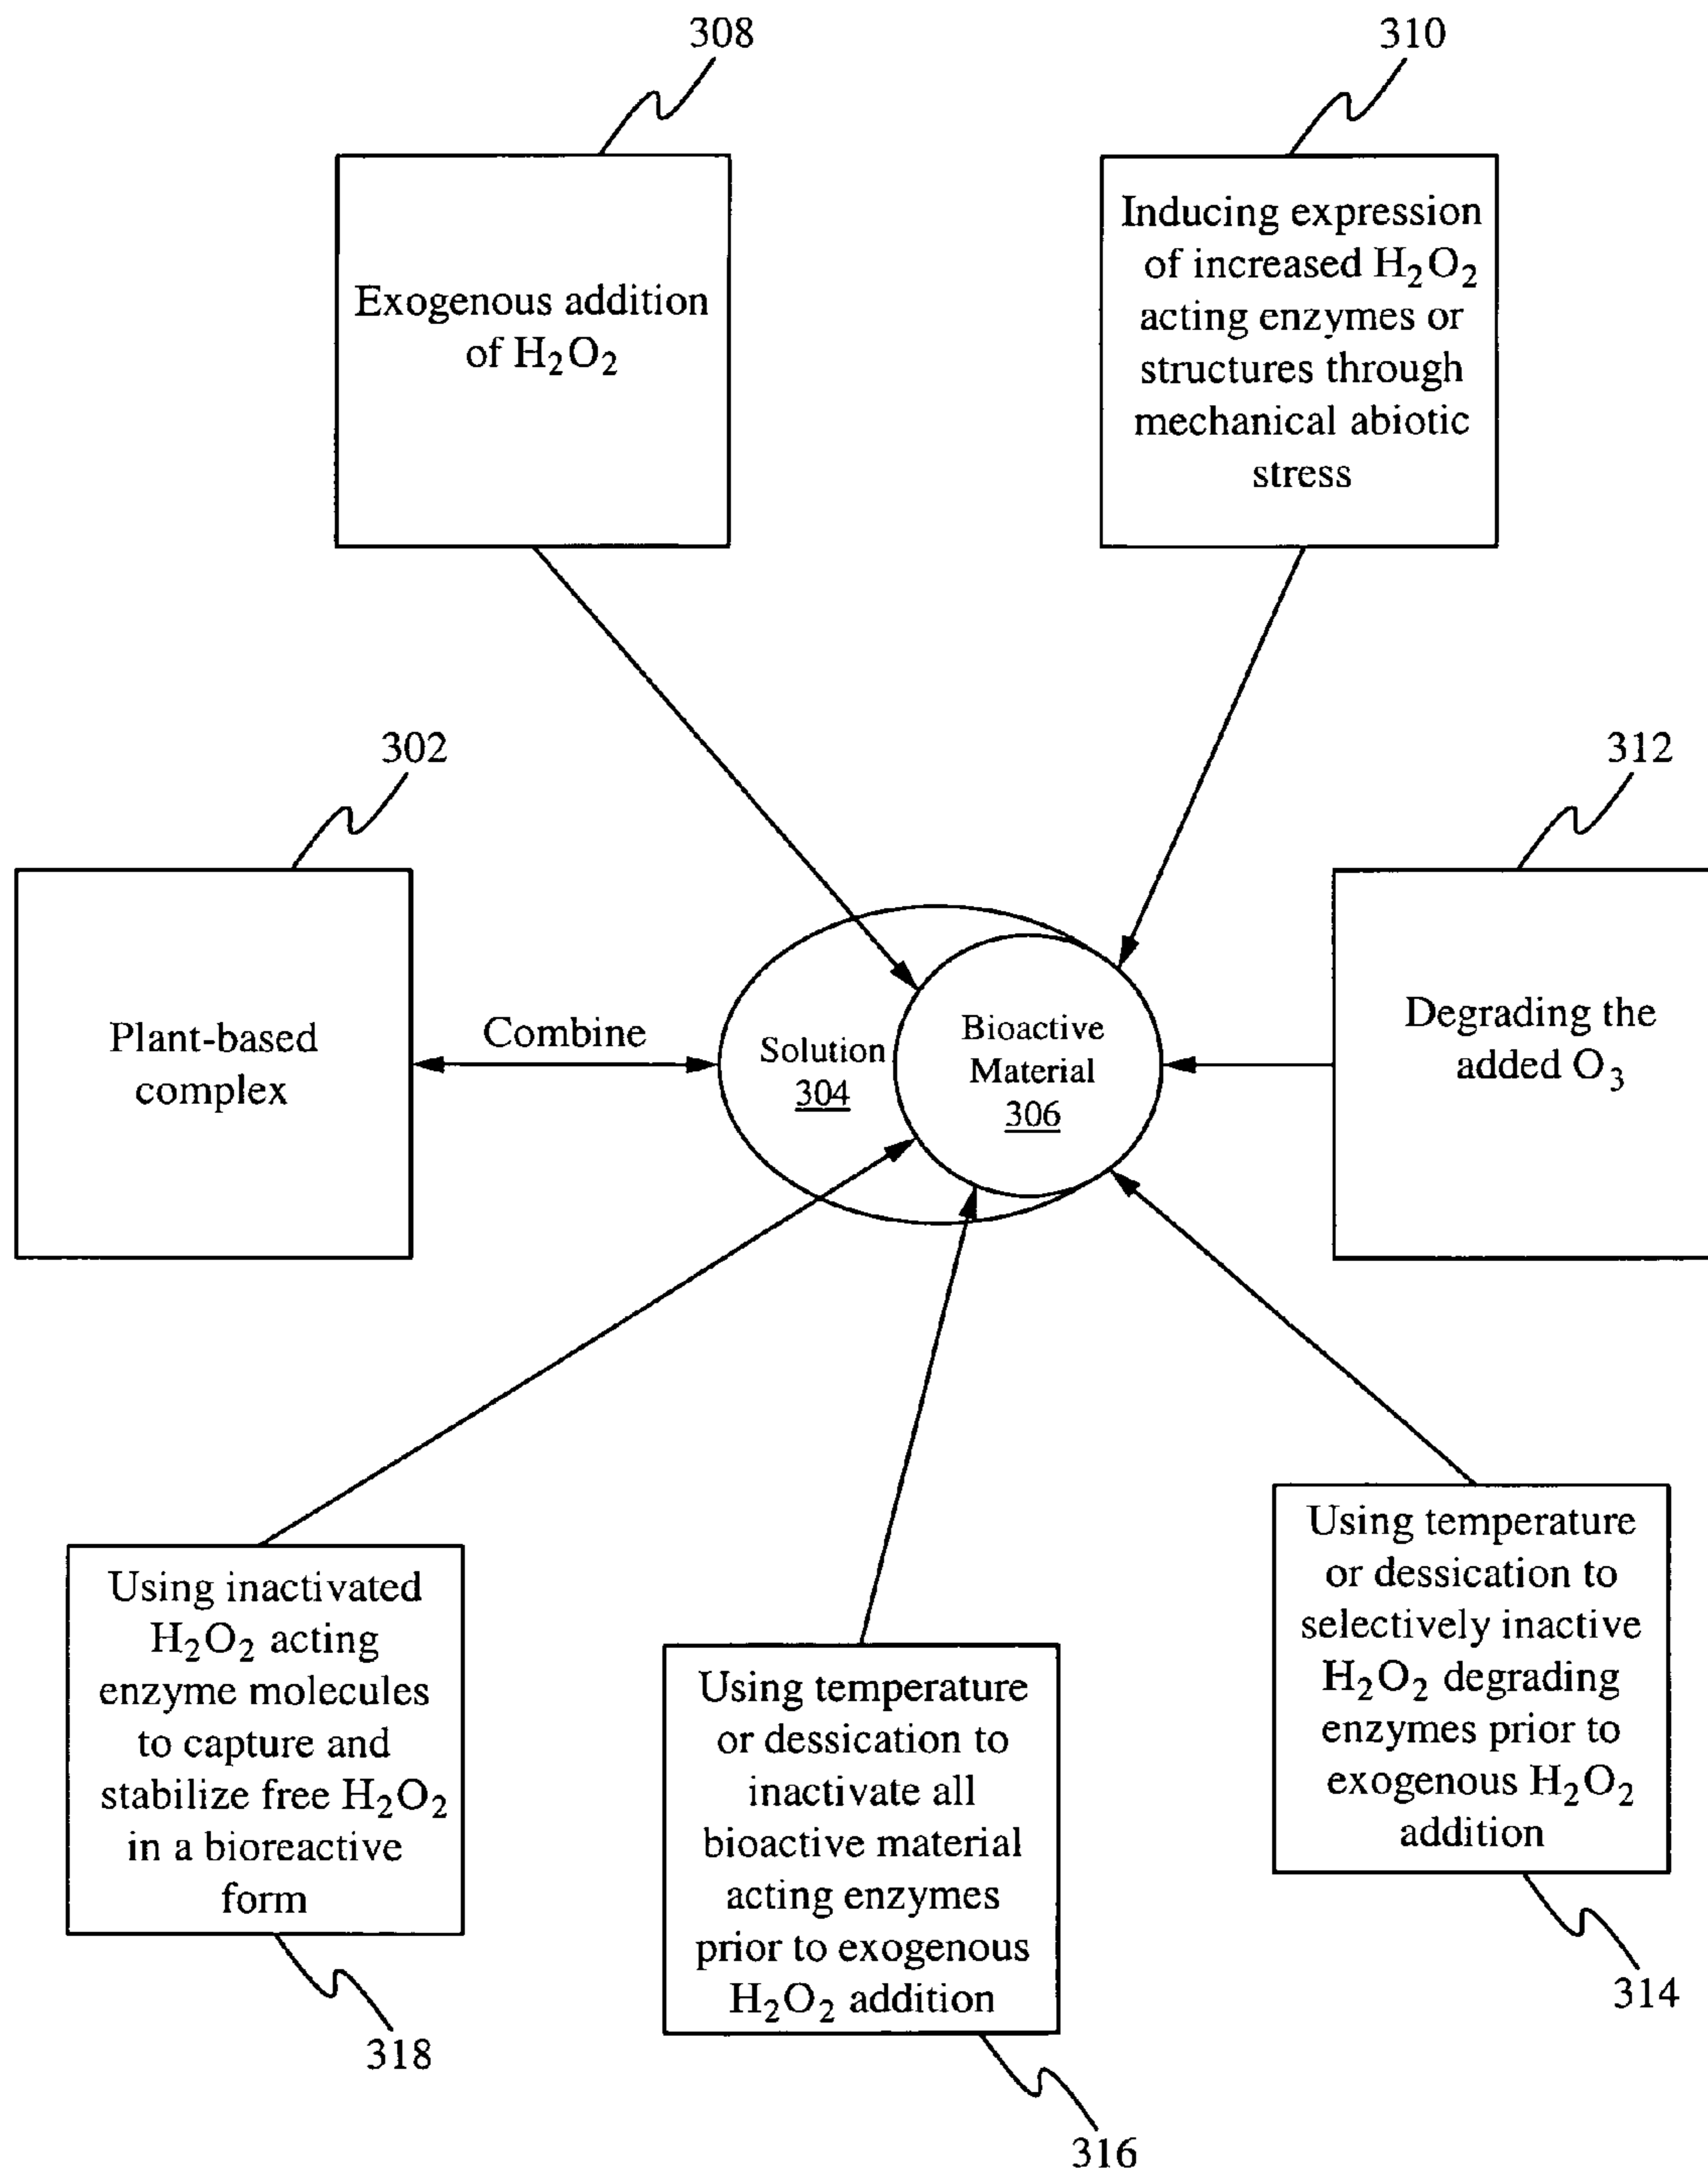 308
310
Exogenous addition
of H₂O₂
Inducing expression
of increased H₂O₂
acting enzymes or
structures through
mechanical abiotic
stress
302
312
Plant-based
complex
Combine
Solution
304
Bioactive
Material
306
Degrading the
added O₃
Using inactivated
H₂O₂ acting
enzyme molecules
to capture and
stabilize free H₂O₂
in a bioreactive
form
318
Using temperature
or dessication to
inactivate all
bioactive material
acting enzymes
prior to exogenous
H₂O₂ addition
316
Using temperature
or dessication to
selectively inactive
H₂O₂ degrading
enzymes prior to
exogenous H₂O₂
addition
314